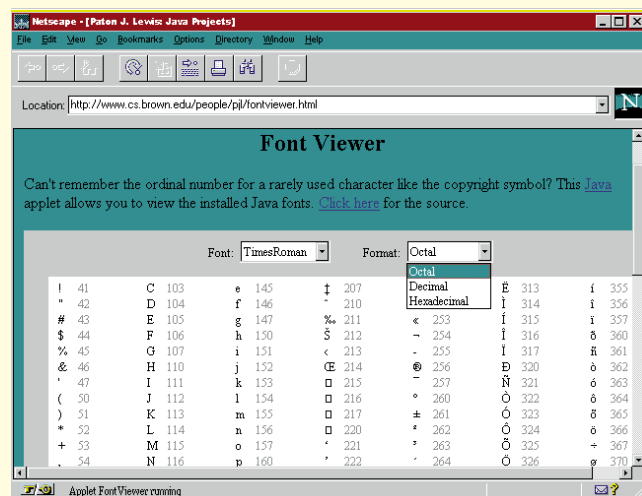 Netscape - [Paton J. Lewis: Java Projects]
File Edit View Go Bookmarks Options Directory Window Help
Location: http://www.cs.brown.edu/people/pjl/fontviewer.html
N
Font Viewer
Can't remember the ordinal number for a rarely used character like the copyright symbol? This Java
applet allows you to view the installed Java fonts. Click here for the source.
Font: TimesRoman Format: Octal
Octal
Decimal
Hexadecimal
! 41 C 103 e 145 ‡ 207 Ë 313 í 355
" 42 D 104 f 146 ˆ 210 Ì 314 î 356
# 43 E 105 g 147 ‰ 211 « 253 Í 315 ï 357
$ 44 F 106 h 150 Š 212 ¬ 254 Î 316 ð 360
% 45 G 107 i 151 ‹ 213 - 255 Ï 317 ñ 361
& 46 H 110 j 152 Œ 214 ® 256 Ð 320 ò 362
' 47 I 111 k 153 □ 215 ¯ 257 Ñ 321 ó 363
( 50 J 112 l 154 □ 216 ° 260 Ò 322 ô 364
) 51 K 113 m 155 □ 217 ± 261 Ó 323 õ 365
* 52 L 114 n 156 □ 220 ² 262 Ô 324 ö 366
+ 53 M 115 o 157 ‘ 221 ³ 263 Õ 325 ÷ 367
, 54 N 116 p 160 ’ 222 ´ 264 Ö 326 ø 370
Applet FontViewer running